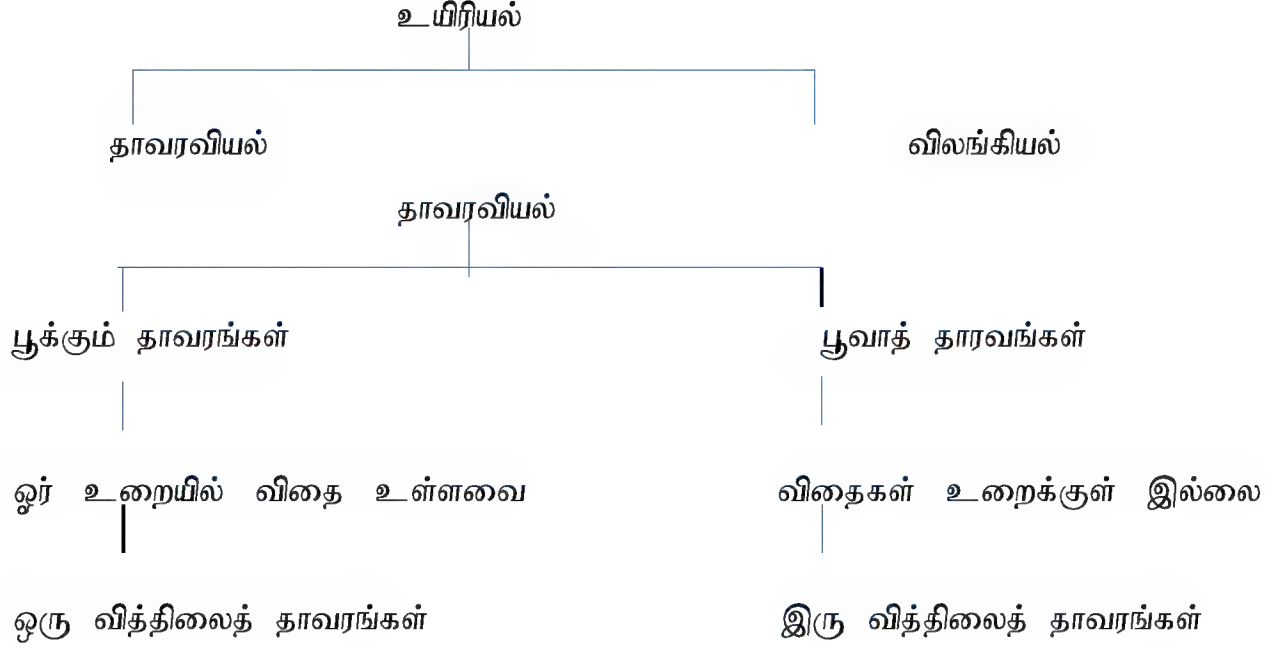 உயிரியல்
தாவரவியல் விலங்கியல்
தாவரவியல்
பூக்கும் தாவரங்கள் பூவாத் தாரவங்கள்
ஓர் உறையில் விதை உள்ளவை விதைகள் உறைக்குள் இல்லை
ஒரு வித்திலைத் தாவரங்கள் இரு வித்திலைத் தாவரங்கள்